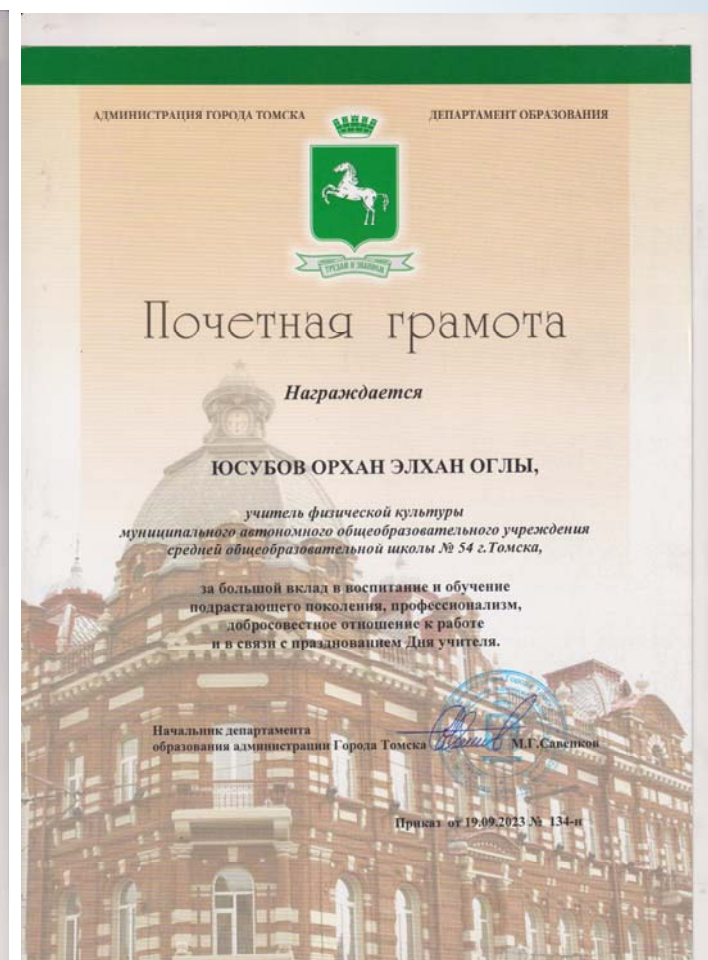 АДМИНИСТРАЦИЯ ГОРОДА ТОМСКА
ДЕПАРТАМЕНТ ОБРАЗОВАНИЯ
ТРУДОМ И ЗНАНИЕМ
Почетная грамота
Награждается
ЮСУБОВ ОРХАН ЭЛХАН ОГЛЫ,
учитель физической культуры
муниципального автономного общеобразовательного учреждения
средней общеобразовательной школы № 54 г.Томска,
за большой вклад в воспитание и обучение
подрастающего поколения, профессионализм,
добросовестное отношение к работе
и в связи с празднованием Дня учителя.
Начальник департамента
образования администрации Города Томска М.Г.Савенков
Приказ от 19.09.2023 № 134-н